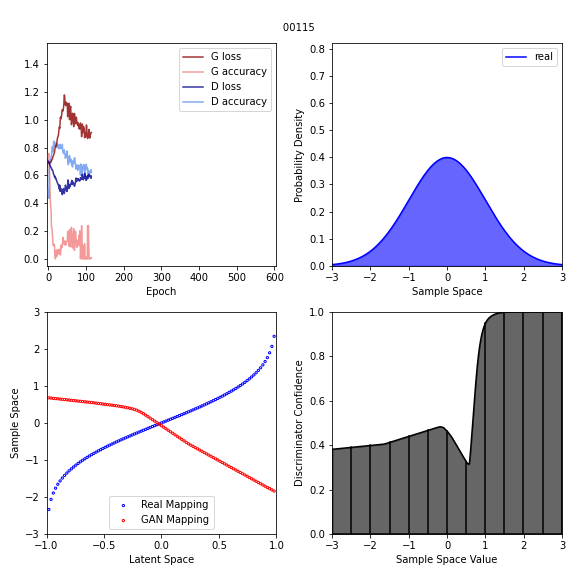 00115
1.4
1.2
1.0
0.8
0.6
0.4
0.2
0.0
G loss
G accuracy
D loss
D accuracy
0 100 200 300 400 500 600
Epoch
Probability Density
0.8
0.7
0.6
0.5
0.4
0.3
0.2
0.1
0.0
real
−3 −2 −1 0 1 2 3
Sample Space
Sample Space
3
2
1
0
−1
−2
−3
Real Mapping
GAN Mapping
−1.0 −0.5 0.0 0.5 1.0
Latent Space
Discriminator Confidence
1.0
0.8
0.6
0.4
0.2
0.0
−3 −2 −1 0 1 2 3
Sample Space Value